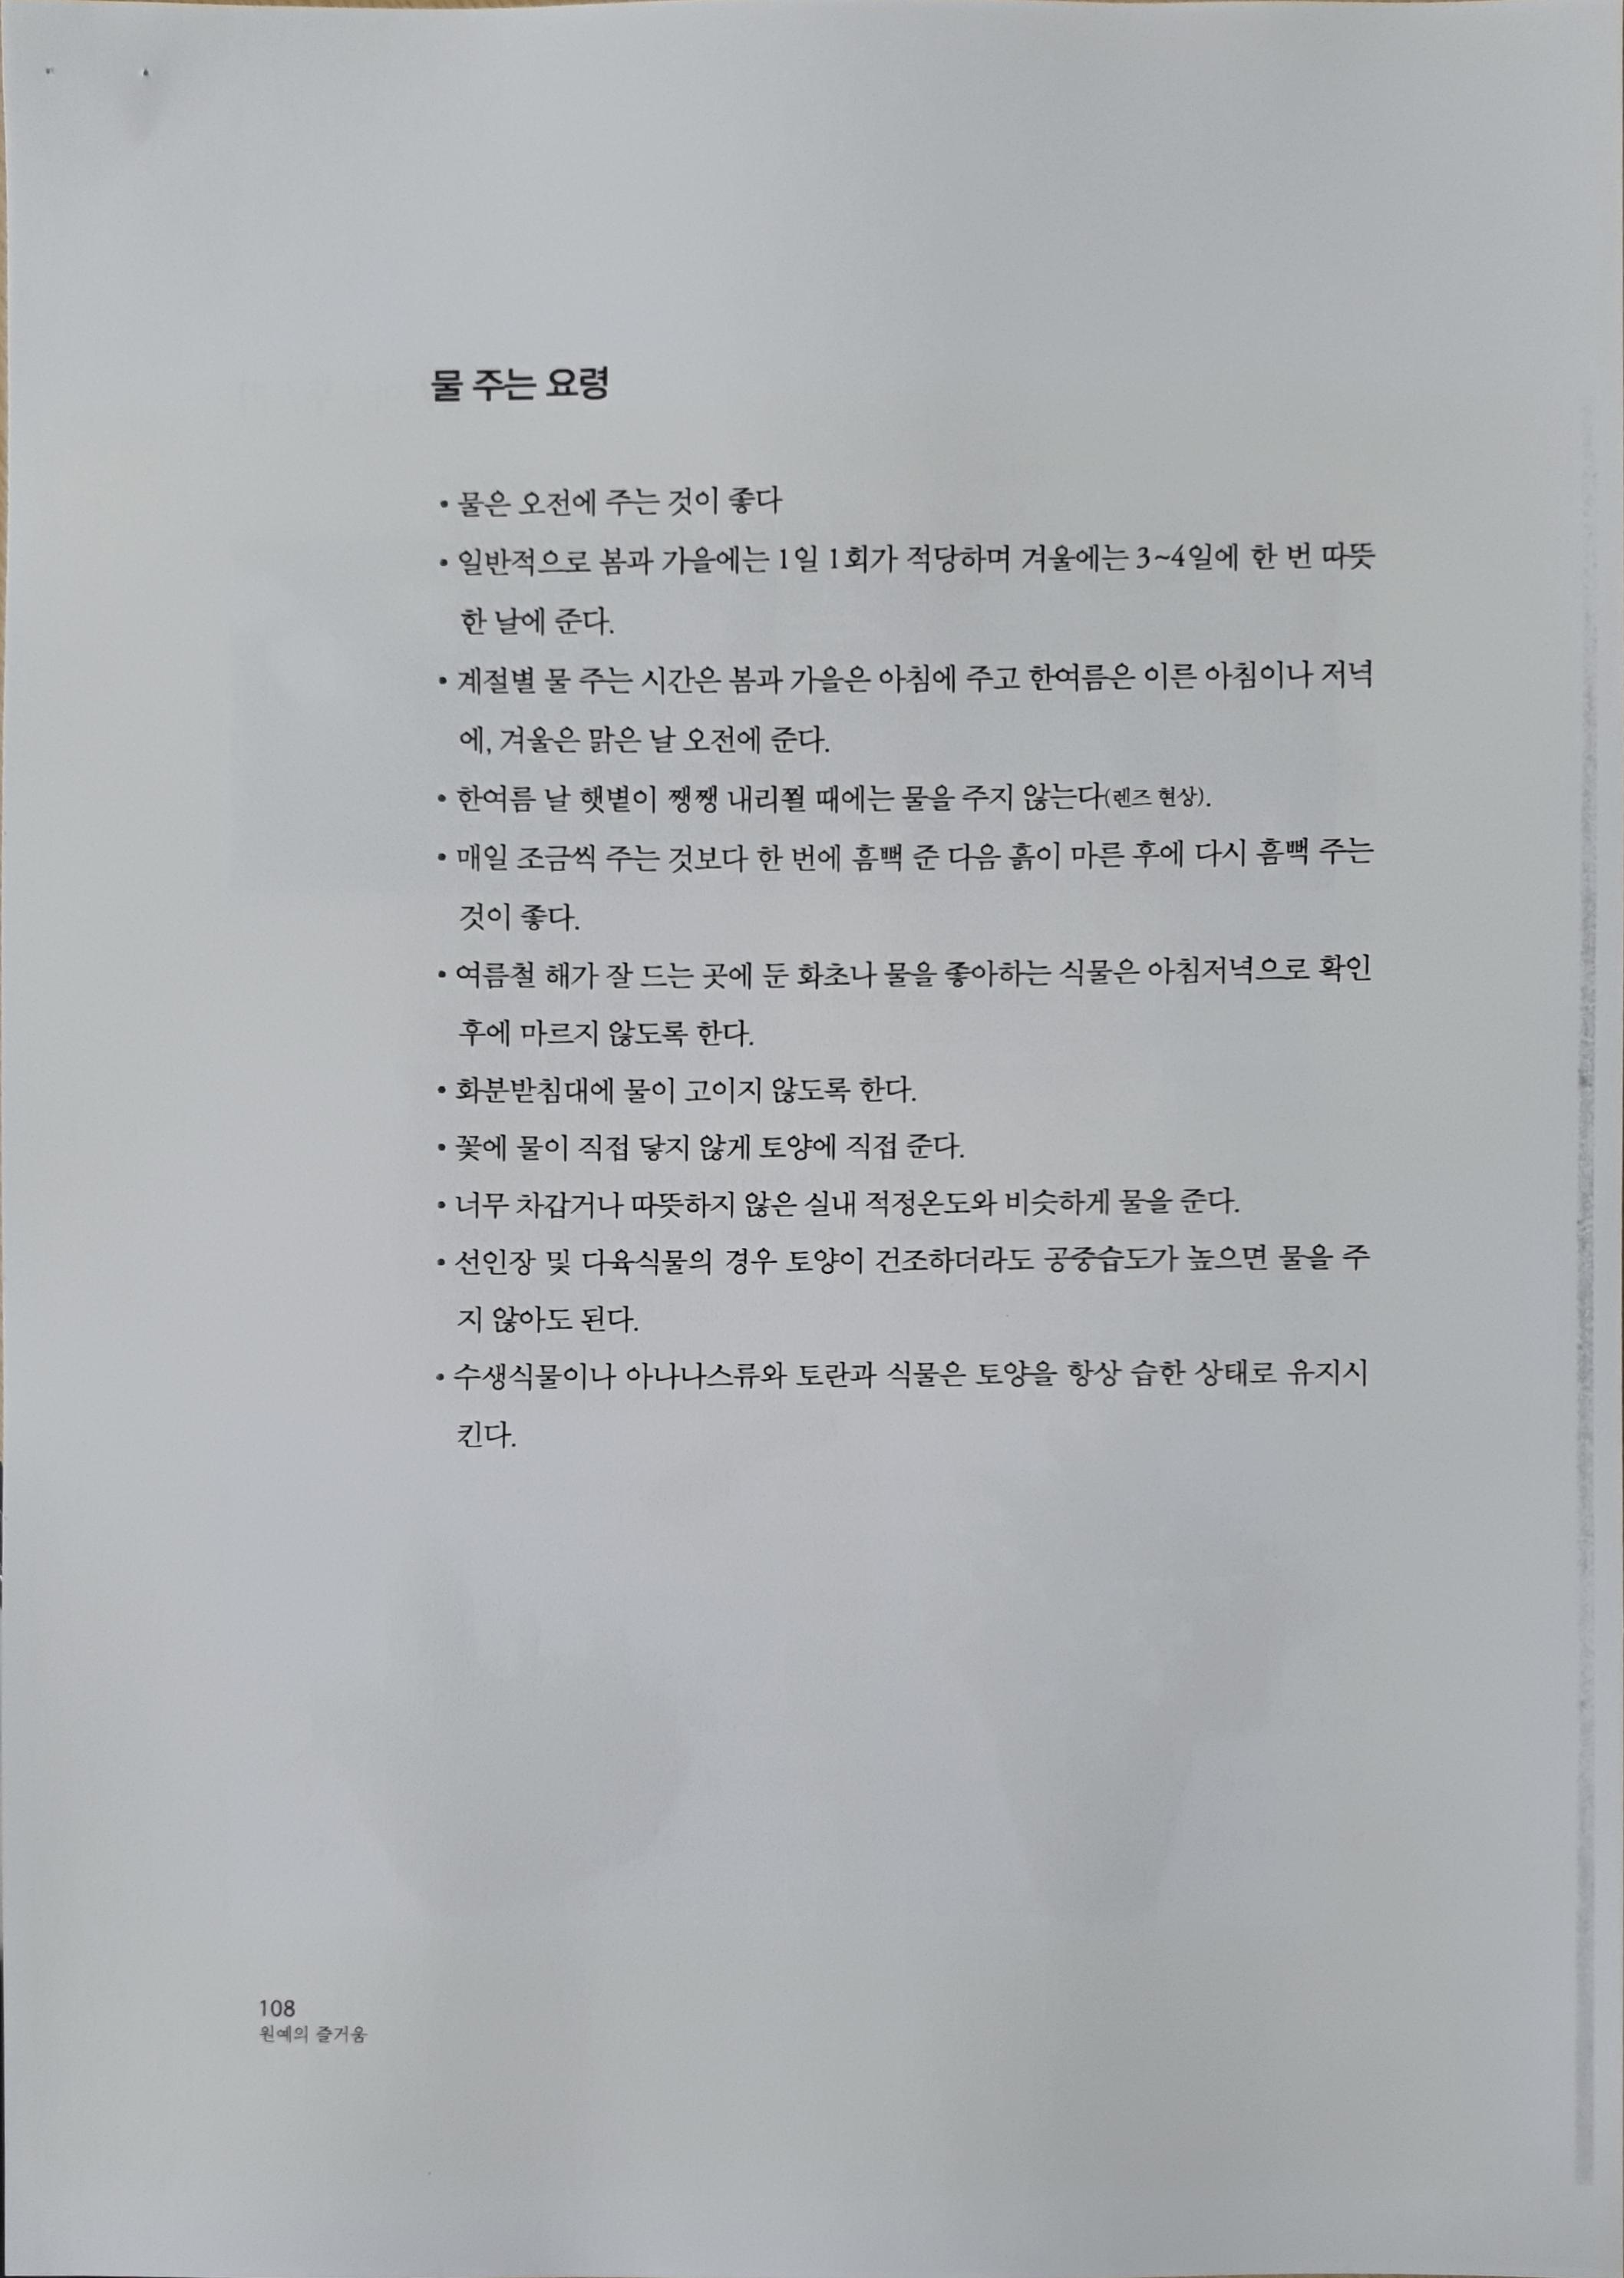 물 주는 요령
• 물은 오전에 주는 것이 좋다
• 일반적으로 봄과 가을에는 1일 1회가 적당하며 겨울에는 3~4일에 한 번 따뜻
한 날에 준다.
• 계절별 물 주는 시간은 봄과 가을은 아침에 주고 한여름은 이른 아침이나 저녁
에, 겨울은 맑은 날 오전에 준다.
• 한여름 날 햇볕이 쨍쨍 내리쬘 때에는 물을 주지 않는다(렌즈 현상).
• 매일 조금씩 주는 것보다 한 번에 흠뻑 준 다음 흙이 마른 후에 다시 흠뻑 주는
것이 좋다.
• 여름철 해가 잘 드는 곳에 둔 화초나 물을 좋아하는 식물은 아침저녁으로 확인
후에 마르지 않도록 한다.
• 화분받침대에 물이 고이지 않도록 한다.
• 꽃에 물이 직접 닿지 않게 토양에 직접 준다.
• 너무 차갑거나 따뜻하지 않은 실내 적정온도와 비슷하게 물을 준다.
• 선인장 및 다육식물의 경우 토양이 건조하더라도 공중습도가 높으면 물을 주
지 않아도 된다.
• 수생식물이나 아나나스류와 토란과 식물은 토양을 항상 습한 상태로 유지시
킨다.
108
원예의 즐거움